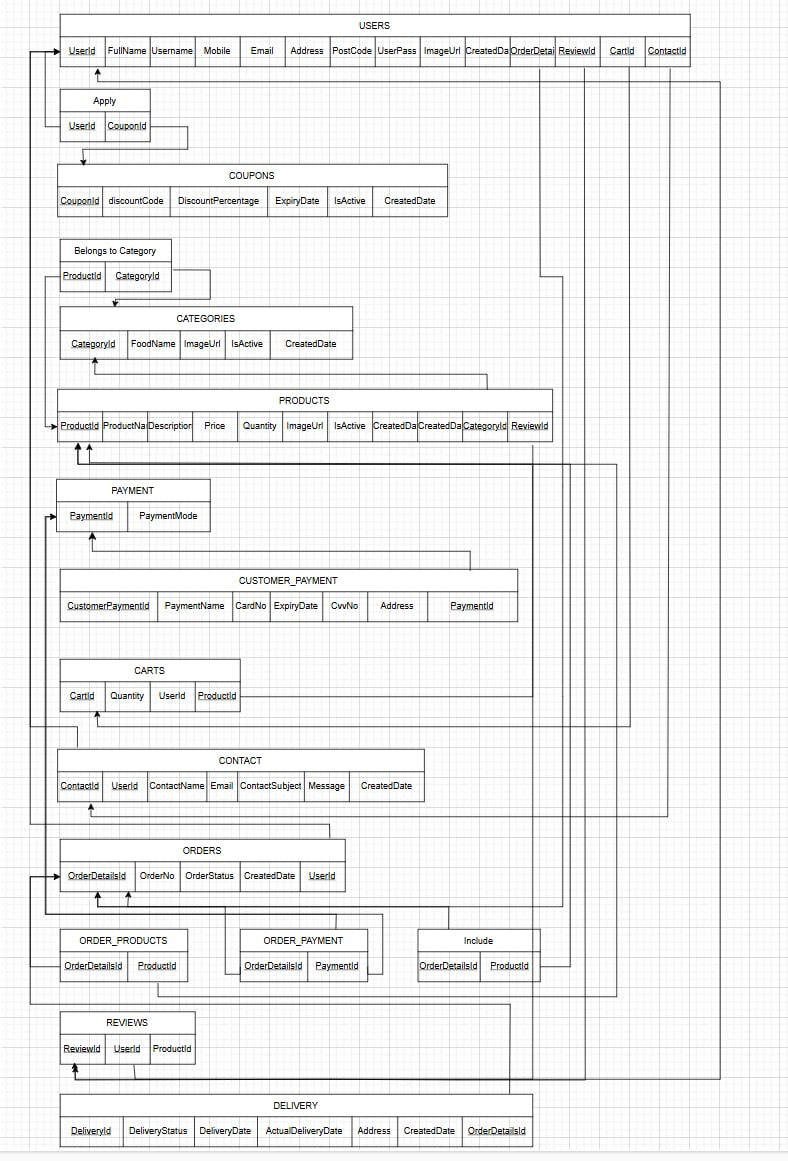 USERS
UserId FullName Username Mobile Email Address PostCode UserPass ImageUrl CreatedDa OrderDetai ReviewId CartId ContactId
Apply
UserId CouponId
COUPONS
CouponId discountCode DiscountPercentage ExpiryDate IsActive CreatedDate
Belongs to Category
ProductId CategoryId
CATEGORIES
CategoryId FoodName ImageUrl IsActive CreatedDate
PRODUCTS
ProductId ProductNa Description Price Quantity ImageUrl IsActive CreatedDa CreatedDa CategoryId ReviewId
PAYMENT
PaymentId PaymentMode
CUSTOMER_PAYMENT
CustomerPaymentId PaymentName CardNo ExpiryDate CvvNo Address PaymentId
CARTS
CartId Quantity UserId ProductId
CONTACT
ContactId UserId ContactName Email ContactSubject Message CreatedDate
ORDERS
OrderDetailsId OrderNo OrderStatus CreatedDate UserId
ORDER_PRODUCTS ORDER_PAYMENT Include
OrderDetailsId ProductId OrderDetailsId PaymentId OrderDetailsId ProductId
REVIEWS
ReviewId UserId ProductId
DELIVERY
DeliveryId DeliveryStatus DeliveryDate ActualDeliveryDate Address CreatedDate OrderDetailsId